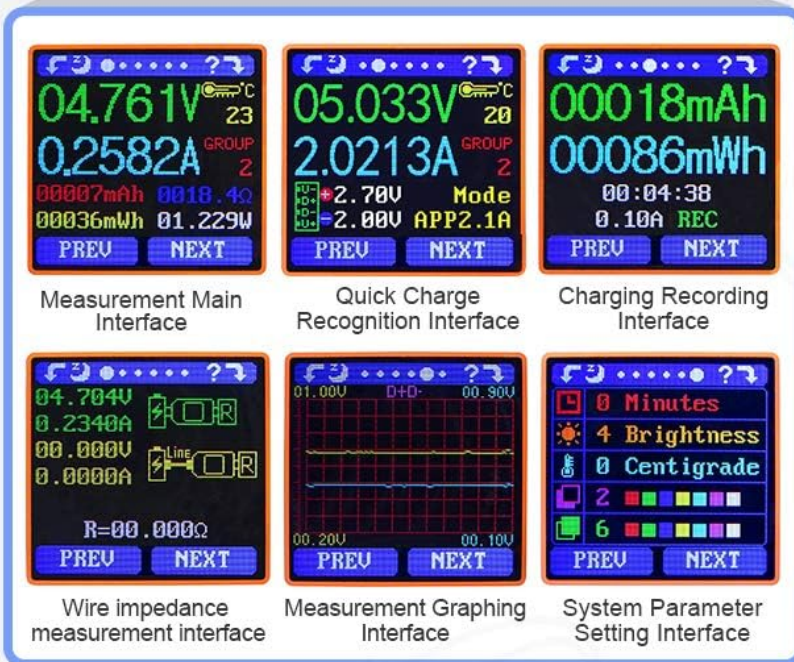 ?
04.761V
°C
23
0.2582A
GROUP
2
00007mAh 0018.4Ω
00036mWh 01.229W
PREV NEXT
Measurement Main
Interface
?
05.033V
°C
20
2.0213A
GROUP
2
U-
D+
D-
U+
+2.70V Mode
-2.00V APP2.1A
PREV NEXT
Quick Charge
Recognition Interface
?
00018mAh
00086mWh
00:04:38
0.10A REC
PREV NEXT
Charging Recording
Interface
?
04.704V
0.2340A
R
00.000V
0.0000A
Line
R
R=00.000Ω
PREV NEXT
Wire impedance
measurement interface
?
01.00V D+D- 00.90V
00.20V 00.10V
PREV NEXT
Measurement Graphing
Interface
?
0 Minutes
4 Brightness
0 Centigrade
2
6
PREV NEXT
System Parameter
Setting Interface